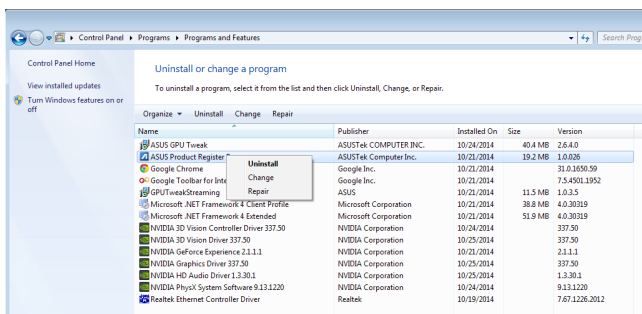 Control Panel ▸ Programs ▸ Programs and Features
Search Prog
Control Panel Home
View installed updates
Turn Windows features on or
off
Uninstall or change a program
To uninstall a program, select it from the list and then click Uninstall, Change, or Repair.
Organize Uninstall Change Repair
Name Publisher Installed On Size Version
ASUS GPU Tweak ASUSTek COMPUTER INC. 10/24/2014 40.4 MB 2.6.4.0
ASUS Product Register ASUSTek Computer Inc. 10/21/2014 19.2 MB 1.0.026
Google Chrome Google Inc. 10/21/2014 31.0.1650.59
Google Toolbar for Inte Google Inc. 10/21/2014 7.5.4501.1952
GPUTweakStreaming ASUS 10/21/2014 11.5 MB 1.0.3.5
Microsoft .NET Framework 4 Client Profile Microsoft Corporation 10/21/2014 38.8 MB 4.0.30319
Microsoft .NET Framework 4 Extended Microsoft Corporation 10/21/2014 51.9 MB 4.0.30319
NVIDIA 3D Vision Controller Driver 337.50 NVIDIA Corporation 10/24/2014 337.50
NVIDIA 3D Vision Driver 337.50 NVIDIA Corporation 10/25/2014 337.50
NVIDIA GeForce Experience 2.1.1.1 NVIDIA Corporation 10/21/2014 2.1.1.1
NVIDIA Graphics Driver 337.50 NVIDIA Corporation 10/25/2014 337.50
NVIDIA HD Audio Driver 1.3.30.1 NVIDIA Corporation 10/25/2014 1.3.30.1
NVIDIA PhysX System Software 9.13.1220 NVIDIA Corporation 10/24/2014 9.13.1220
Realtek Ethernet Controller Driver Realtek 10/19/2014 7.67.1226.2012
Uninstall
Change
Repair